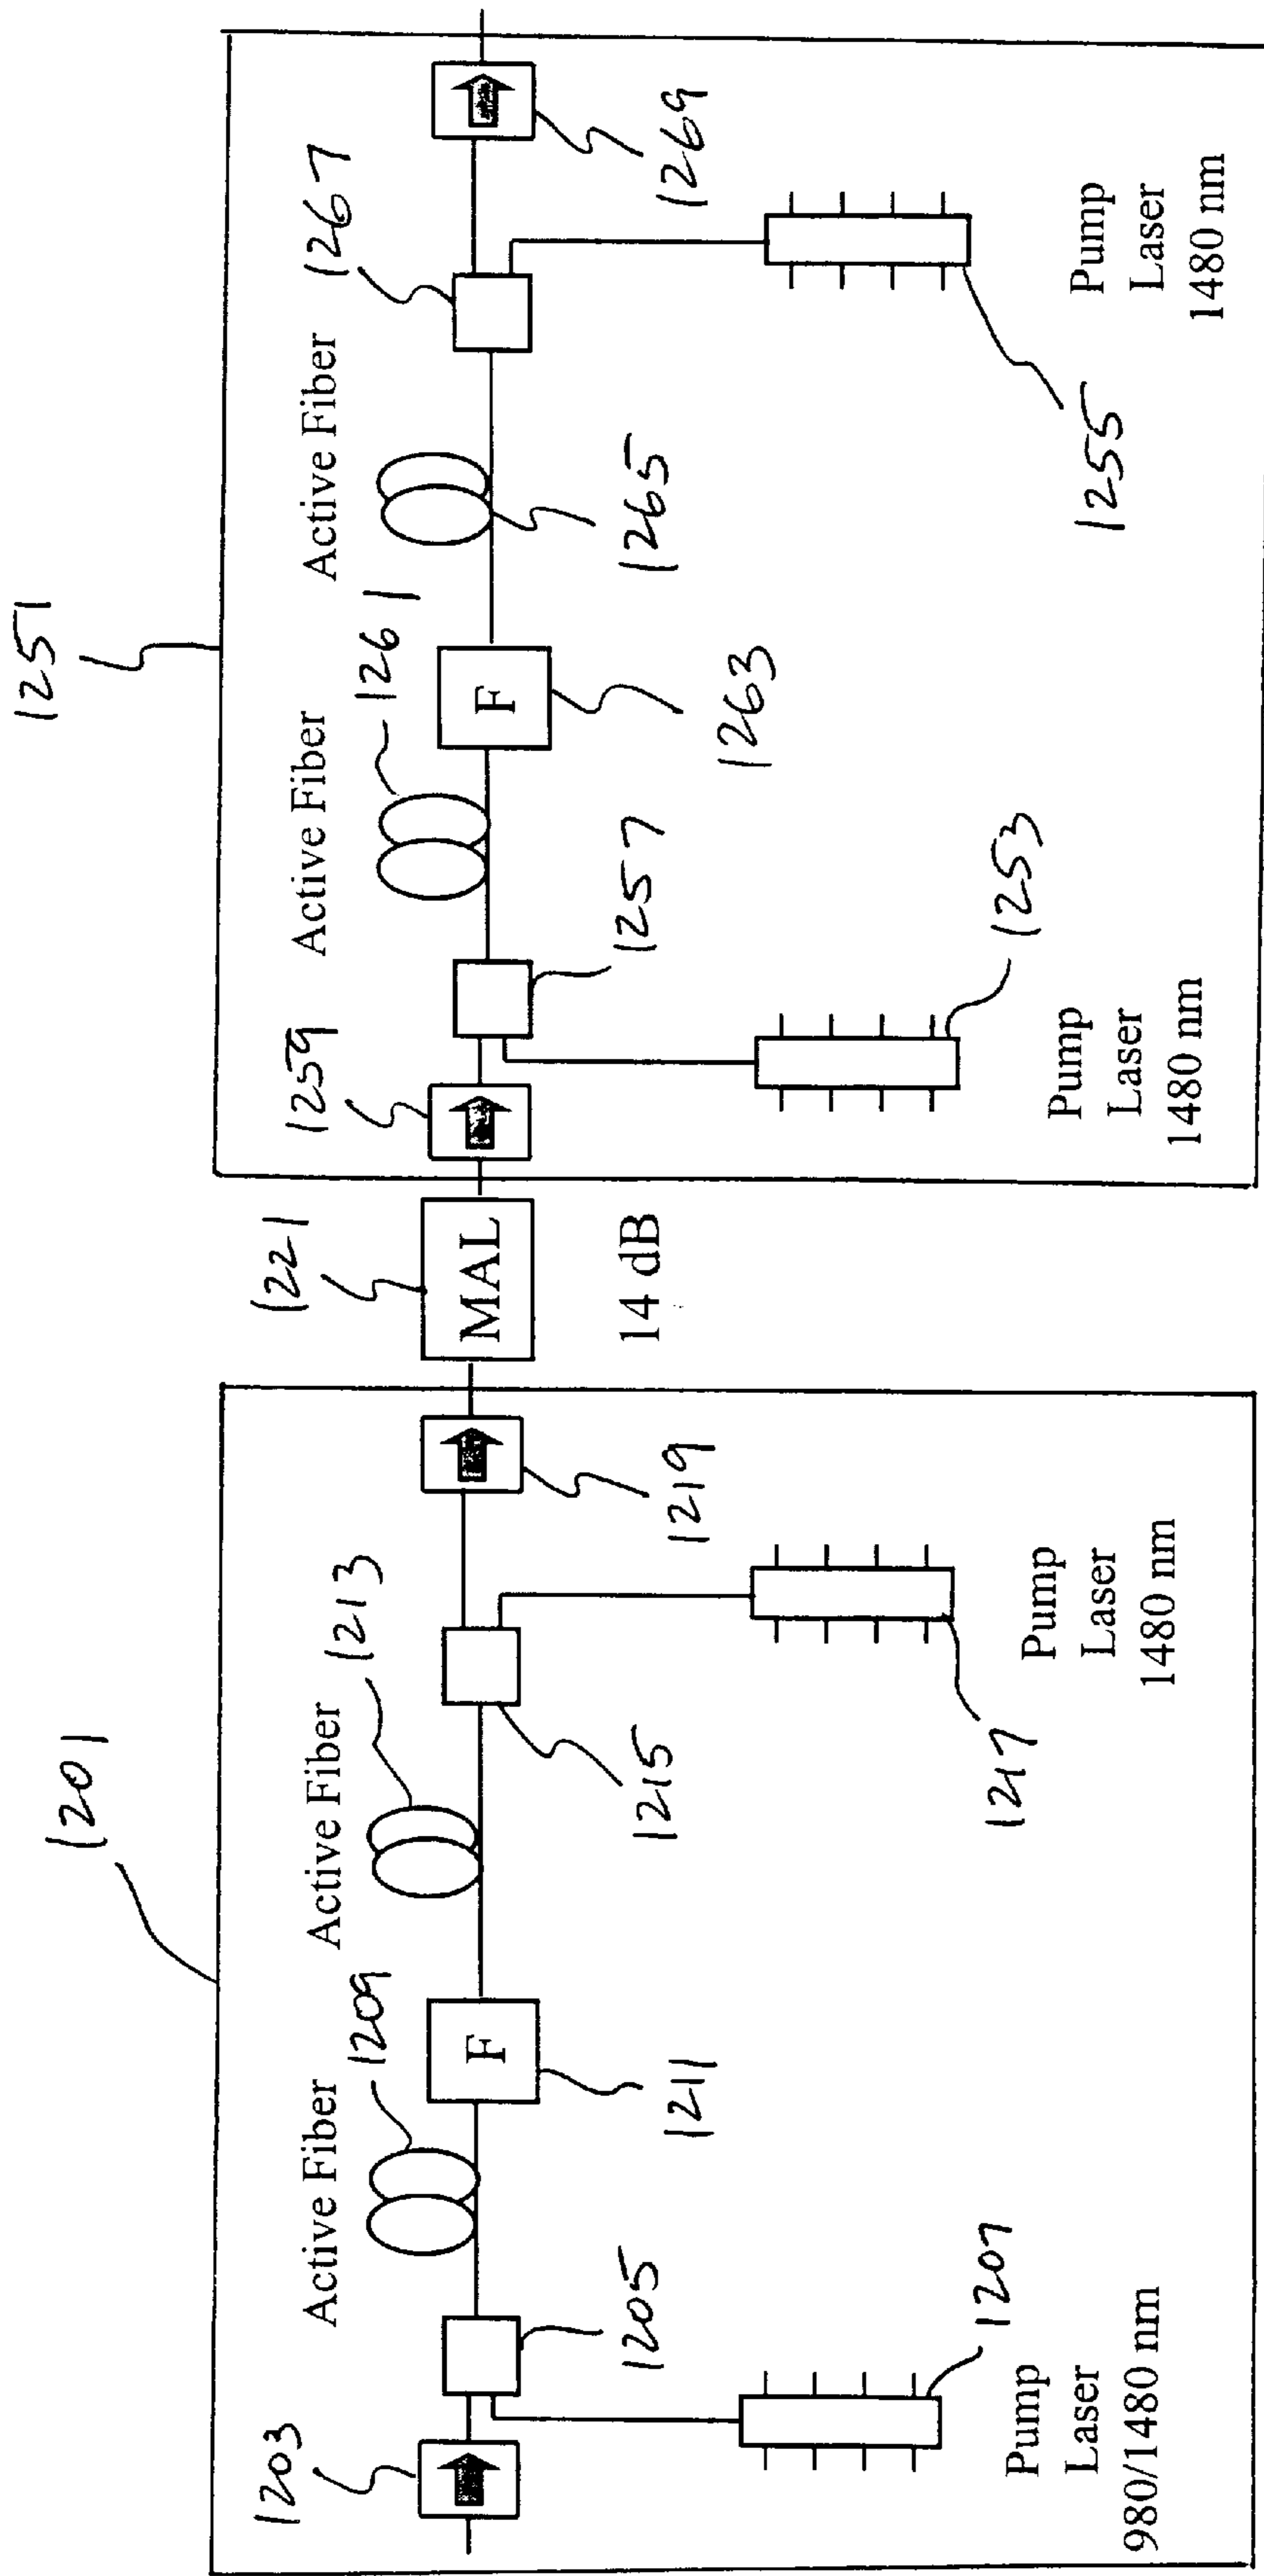 1201
1251
1203
Active Fiber
1209
Active Fiber
1213
1221
1259
Active Fiber
1261
Active Fiber
1267
F
MAL
F
1205
1211
1215
1219
14 dB
1257
1263
1265
1269
1207
1217
1253
1255
Pump
Laser
980/1480 nm
Pump
Laser
1480 nm
Pump
Laser
1480 nm
Pump
Laser
1480 nm